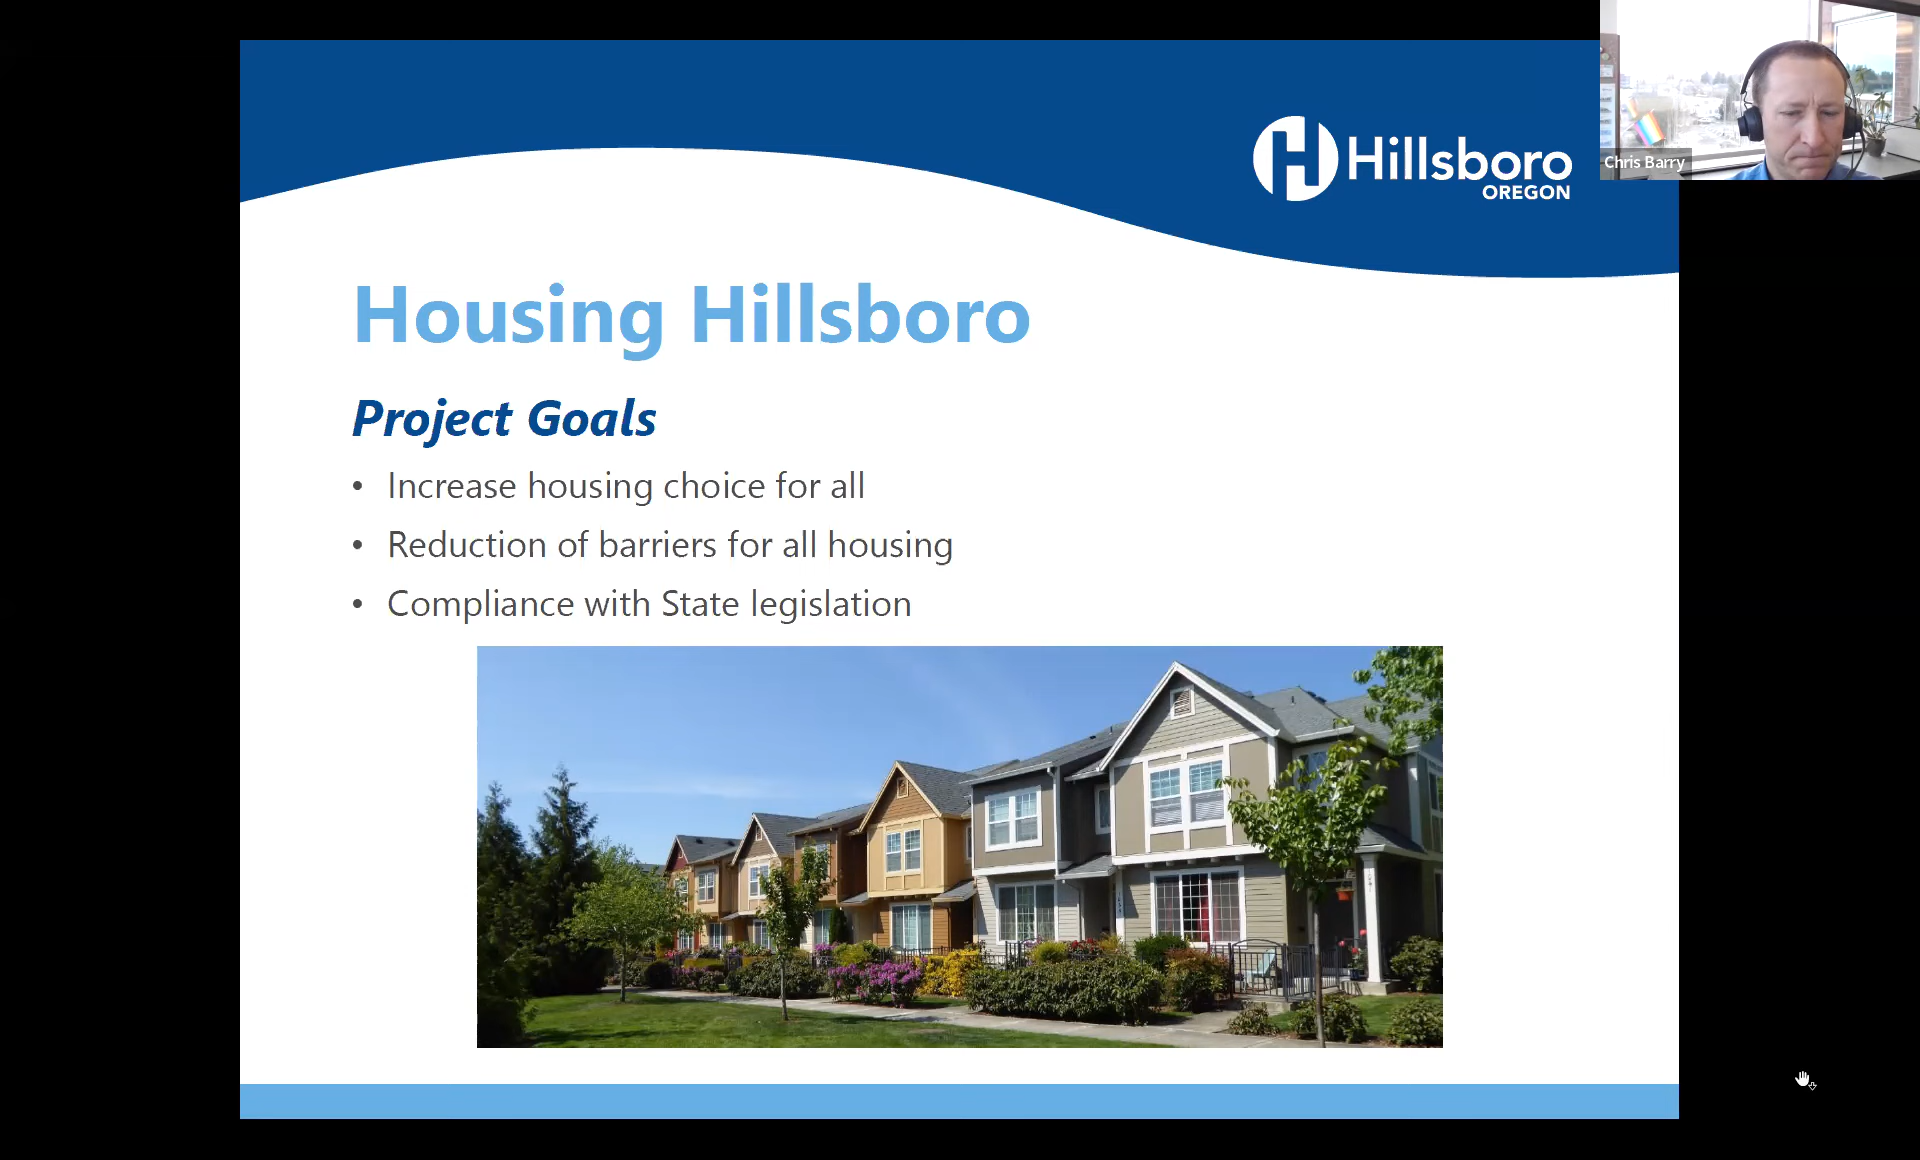 Hillsboro
OREGON
Chris Barry
Housing Hillsboro
Project Goals
• Increase housing choice for all
• Reduction of barriers for all housing
• Compliance with State legislation